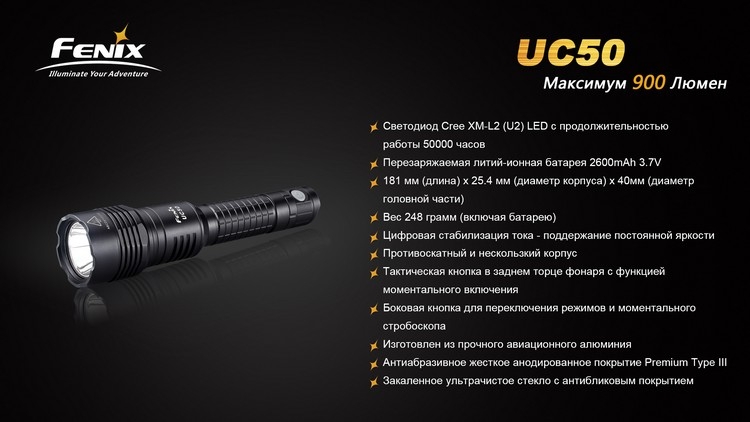 FENIX
Illuminate Your Adventure
UC50
Максимум 900 Люмен
Светодиод Cree XM-L2 (U2) LED с продолжительностью
работы 50000 часов
Перезаряжаемая литий-ионная батарея 2600mAh 3.7V
181 мм (длина) x 25.4 мм (диаметр корпуса) x 40мм (диаметр
головной части)
Вес 248 грамм (включая батарею)
Цифровая стабилизация тока - поддержание постоянной яркости
Противоскатный и нескользкий корпус
Тактическая кнопка в заднем торце фонаря с функцией
моментального включения
Боковая кнопка для переключения режимов и моментального
стробоскопа
Изготовлен из прочного авиационного алюминия
Антиабразивное жесткое анодированное покрытие Premium Type III
Закаленное ультрачистое стекло с антибликовым покрытием
Fenix
UC50